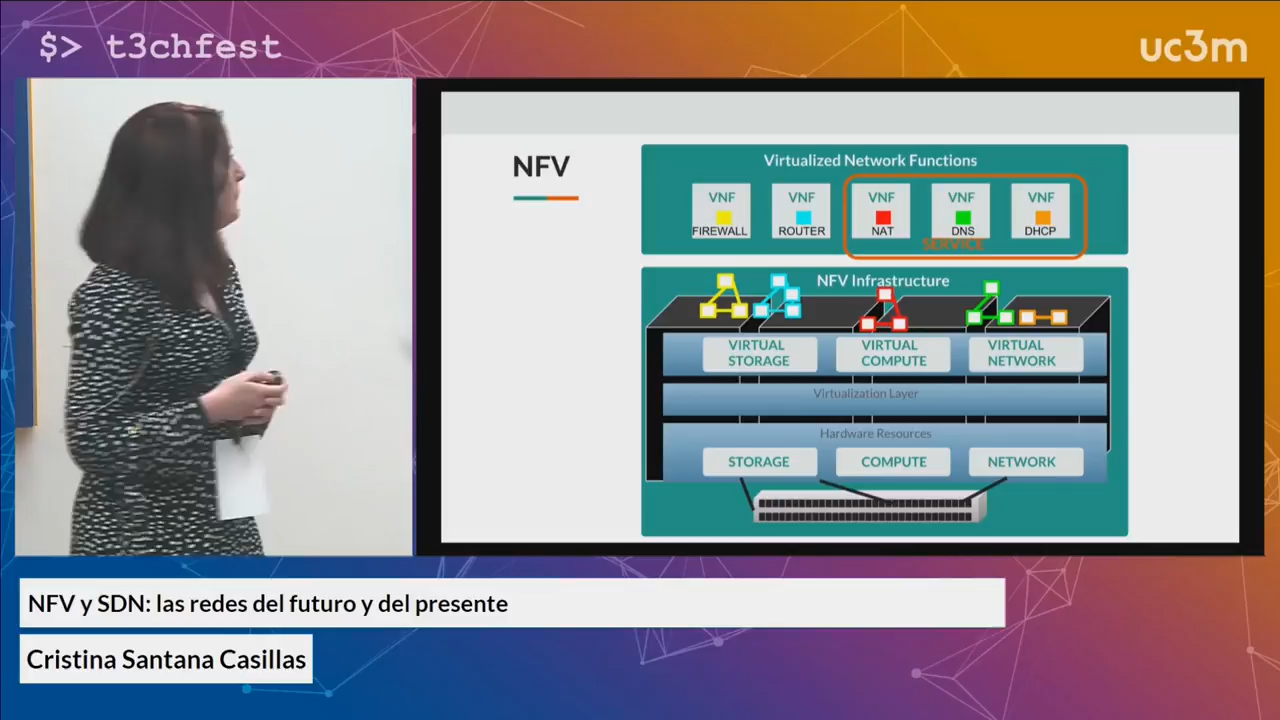 $> t3chfest
uc3m
NFV
Virtualized Network Functions
VNF
FIREWALL
VNF
ROUTER
VNF
NAT
VNF
DNS
VNF
DHCP
SERVICE
NFV Infrastructure
VIRTUAL
STORAGE
VIRTUAL
COMPUTE
VIRTUAL
NETWORK
Virtualization Layer
Hardware Resources
STORAGE
COMPUTE
NETWORK
NFV y SDN: las redes del futuro y del presente
Cristina Santana Casillas